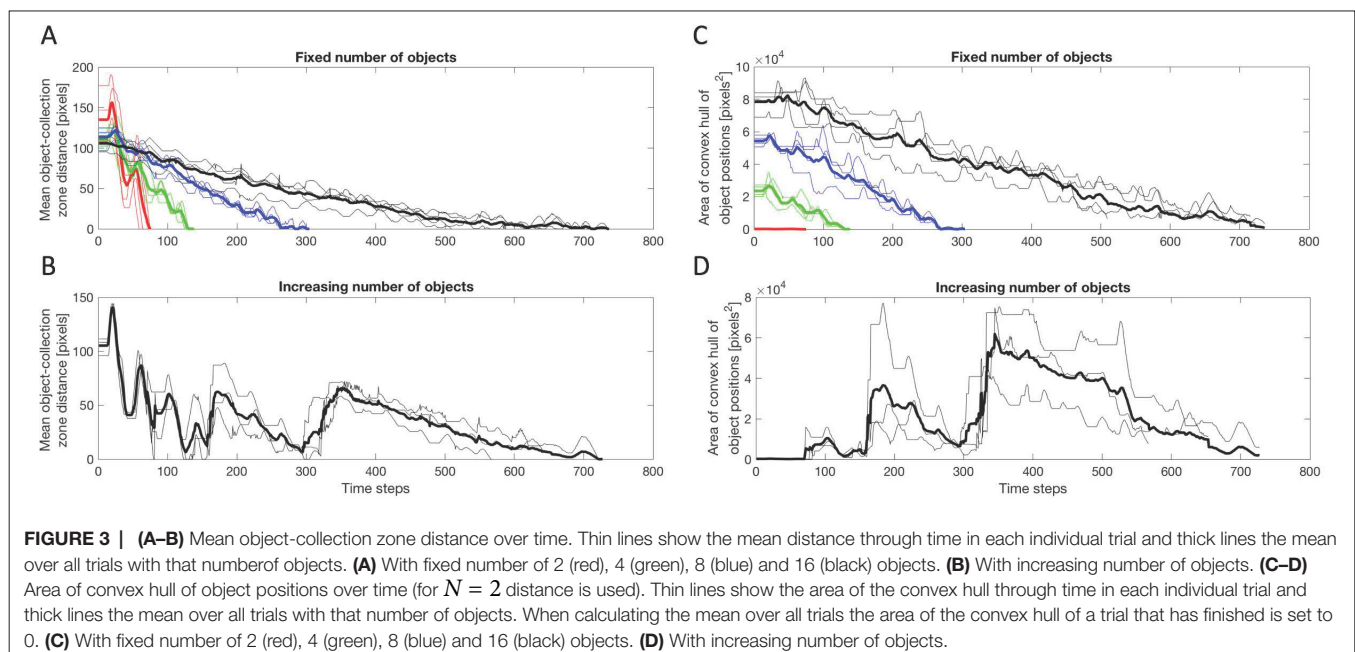 A
Fixed number of objects
Mean object-collection
zone distance [pixels]
200
150
100
50
0
0 100 200 300 400 500 600 700 800
C
Fixed number of objects
×10⁴
Area of convex hull of
object positions [pixels²]
10
8
6
4
2
0
0 100 200 300 400 500 600 700 800
B
Increasing number of objects
Mean object-collection
zone distance [pixels]
150
100
50
0
0 100 200 300 400 500 600 700 800
Time steps
D
Increasing number of objects
×10⁴
Area of convex hull of
object positions [pixels²]
8
6
4
2
0
0 100 200 300 400 500 600 700 800
Time steps
FIGURE 3 | (A–B) Mean object-collection zone distance over time. Thin lines show the mean distance through time in each individual trial and thick lines the mean
over all trials with that numberof objects. (A) With fixed number of 2 (red), 4 (green), 8 (blue) and 16 (black) objects. (B) With increasing number of objects. (C–D)
Area of convex hull of object positions over time (for N = 2 distance is used). Thin lines show the area of the convex hull through time in each individual trial and
thick lines the mean over all trials with that number of objects. When calculating the mean over all trials the area of the convex hull of a trial that has finished is set to
0. (C) With fixed number of 2 (red), 4 (green), 8 (blue) and 16 (black) objects. (D) With increasing number of objects.